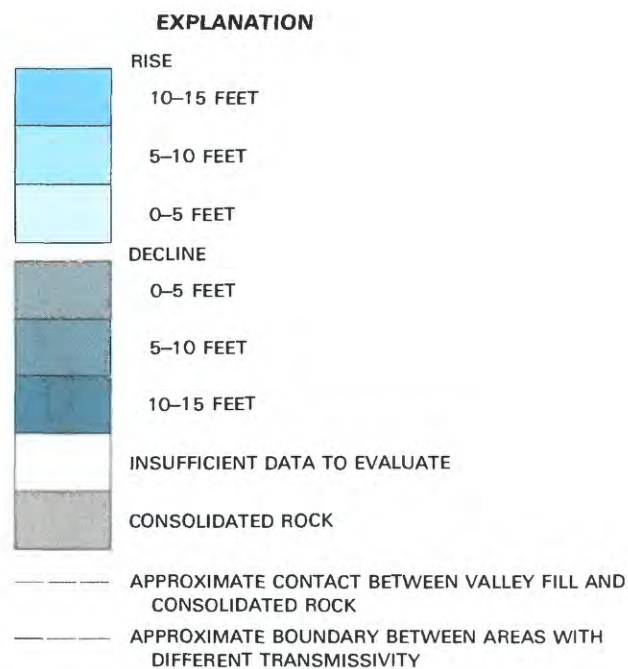 EXPLANATION
RISE
10–15 FEET
5–10 FEET
0–5 FEET
DECLINE
0–5 FEET
5–10 FEET
10–15 FEET
INSUFFICIENT DATA TO EVALUATE
CONSOLIDATED ROCK
APPROXIMATE CONTACT BETWEEN VALLEY FILL AND
CONSOLIDATED ROCK
APPROXIMATE BOUNDARY BETWEEN AREAS WITH
DIFFERENT TRANSMISSIVITY